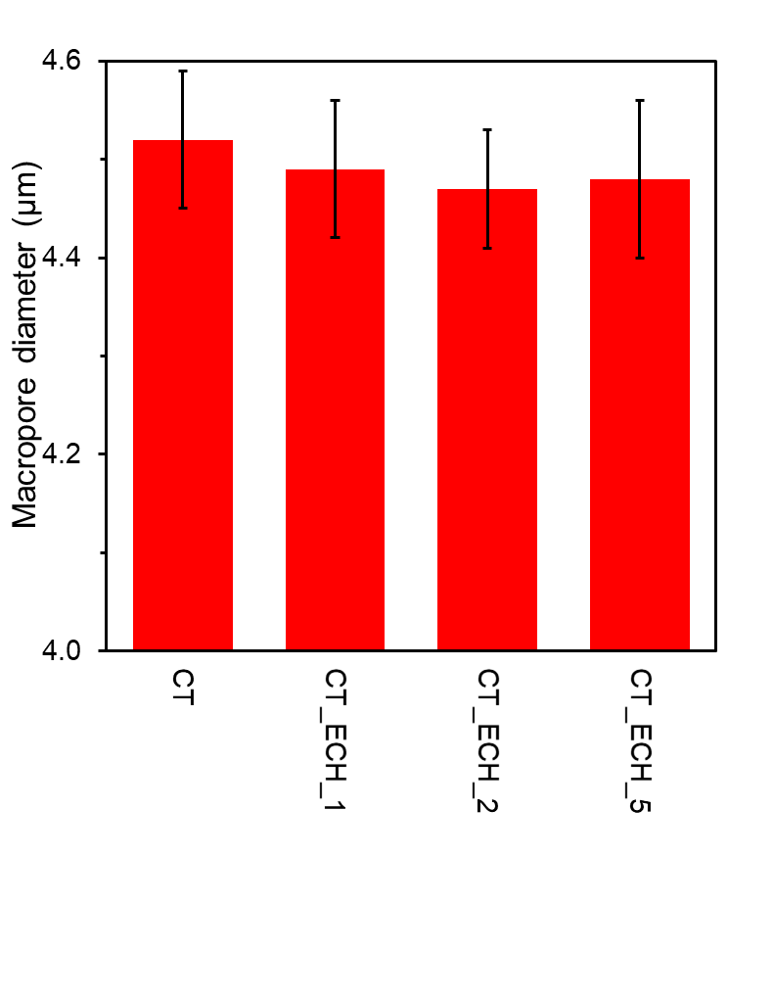 Macropore diameter (μm)
4.6
4.4
4.2
4.0
CT
CT_ECH_1
CT_ECH_2
CT_ECH_5